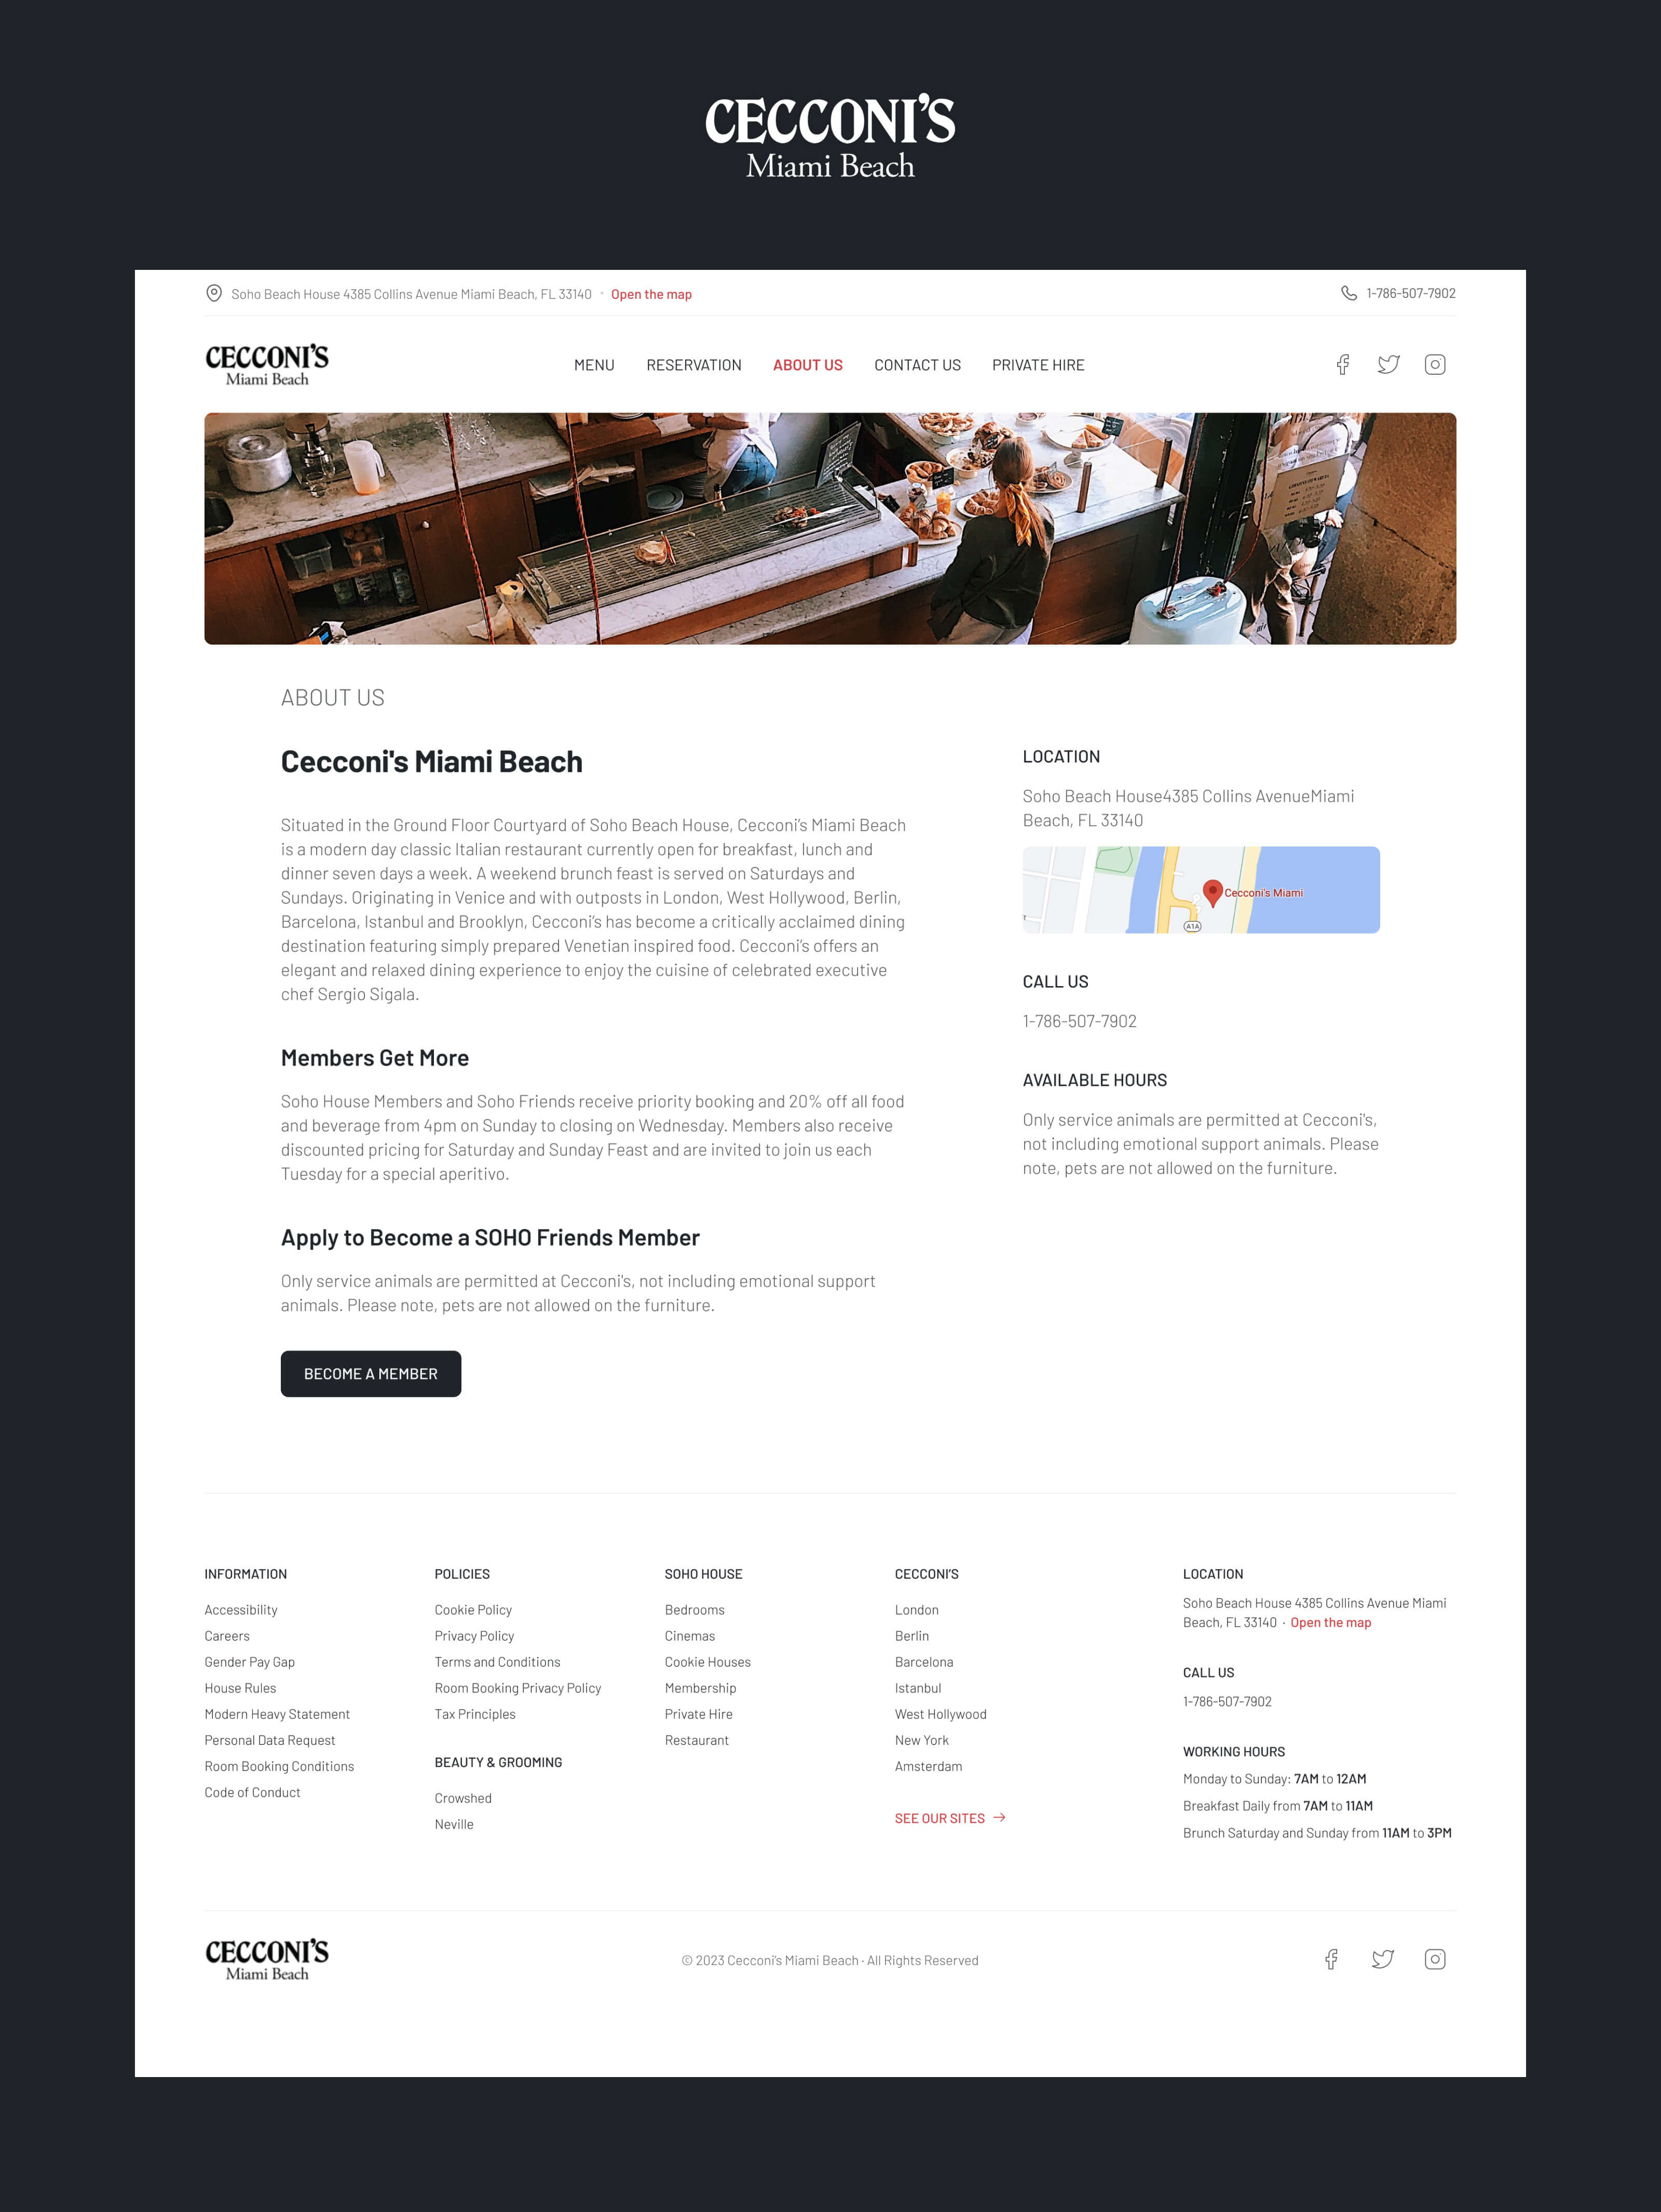 CECCONI'S
Miami Beach
Soho Beach House 4385 Collins Avenue Miami Beach, FL 33140 · Open the map
1-786-507-7902
CECCONI'S
Miami Beach
MENU RESERVATION ABOUT US CONTACT US PRIVATE HIRE
ABOUT US
Cecconi's Miami Beach
Situated in the Ground Floor Courtyard of Soho Beach House, Cecconi's Miami Beach
is a modern day classic Italian restaurant currently open for breakfast, lunch and
dinner seven days a week. A weekend brunch feast is served on Saturdays and
Sundays. Originating in Venice and with outposts in London, West Hollywood, Berlin,
Barcelona, Istanbul and Brooklyn, Cecconi's has become a critically acclaimed dining
destination featuring simply prepared Venetian inspired food. Cecconi's offers an
elegant and relaxed dining experience to enjoy the cuisine of celebrated executive
chef Sergio Sigala.
Members Get More
Soho House Members and Soho Friends receive priority booking and 20% off all food
and beverage from 4pm on Sunday to closing on Wednesday. Members also receive
discounted pricing for Saturday and Sunday Feast and are invited to join us each
Tuesday for a special aperitivo.
Apply to Become a SOHO Friends Member
Only service animals are permitted at Cecconi's, not including emotional support
animals. Please note, pets are not allowed on the furniture.
BECOME A MEMBER
LOCATION
Soho Beach House4385 Collins AvenueMiami
Beach, FL 33140
Cecconi's Miami
A1A
CALL US
1-786-507-7902
AVAILABLE HOURS
Only service animals are permitted at Cecconi's,
not including emotional support animals. Please
note, pets are not allowed on the furniture.
INFORMATION
Accessibility
Careers
Gender Pay Gap
House Rules
Modern Heavy Statement
Personal Data Request
Room Booking Conditions
Code of Conduct
POLICIES
Cookie Policy
Privacy Policy
Terms and Conditions
Room Booking Privacy Policy
Tax Principles
BEAUTY & GROOMING
Crowshed
Neville
SOHO HOUSE
Bedrooms
Cinemas
Cookie Houses
Membership
Private Hire
Restaurant
CECCONI'S
London
Berlin
Barcelona
Istanbul
West Hollywood
New York
Amsterdam
SEE OUR SITES →
LOCATION
Soho Beach House 4385 Collins Avenue Miami
Beach, FL 33140 · Open the map
CALL US
1-786-507-7902
WORKING HOURS
Monday to Sunday: 7AM to 12AM
Breakfast Daily from 7AM to 11AM
Brunch Saturday and Sunday from 11AM to 3PM
CECCONI'S
Miami Beach
© 2023 Cecconi's Miami Beach · All Rights Reserved